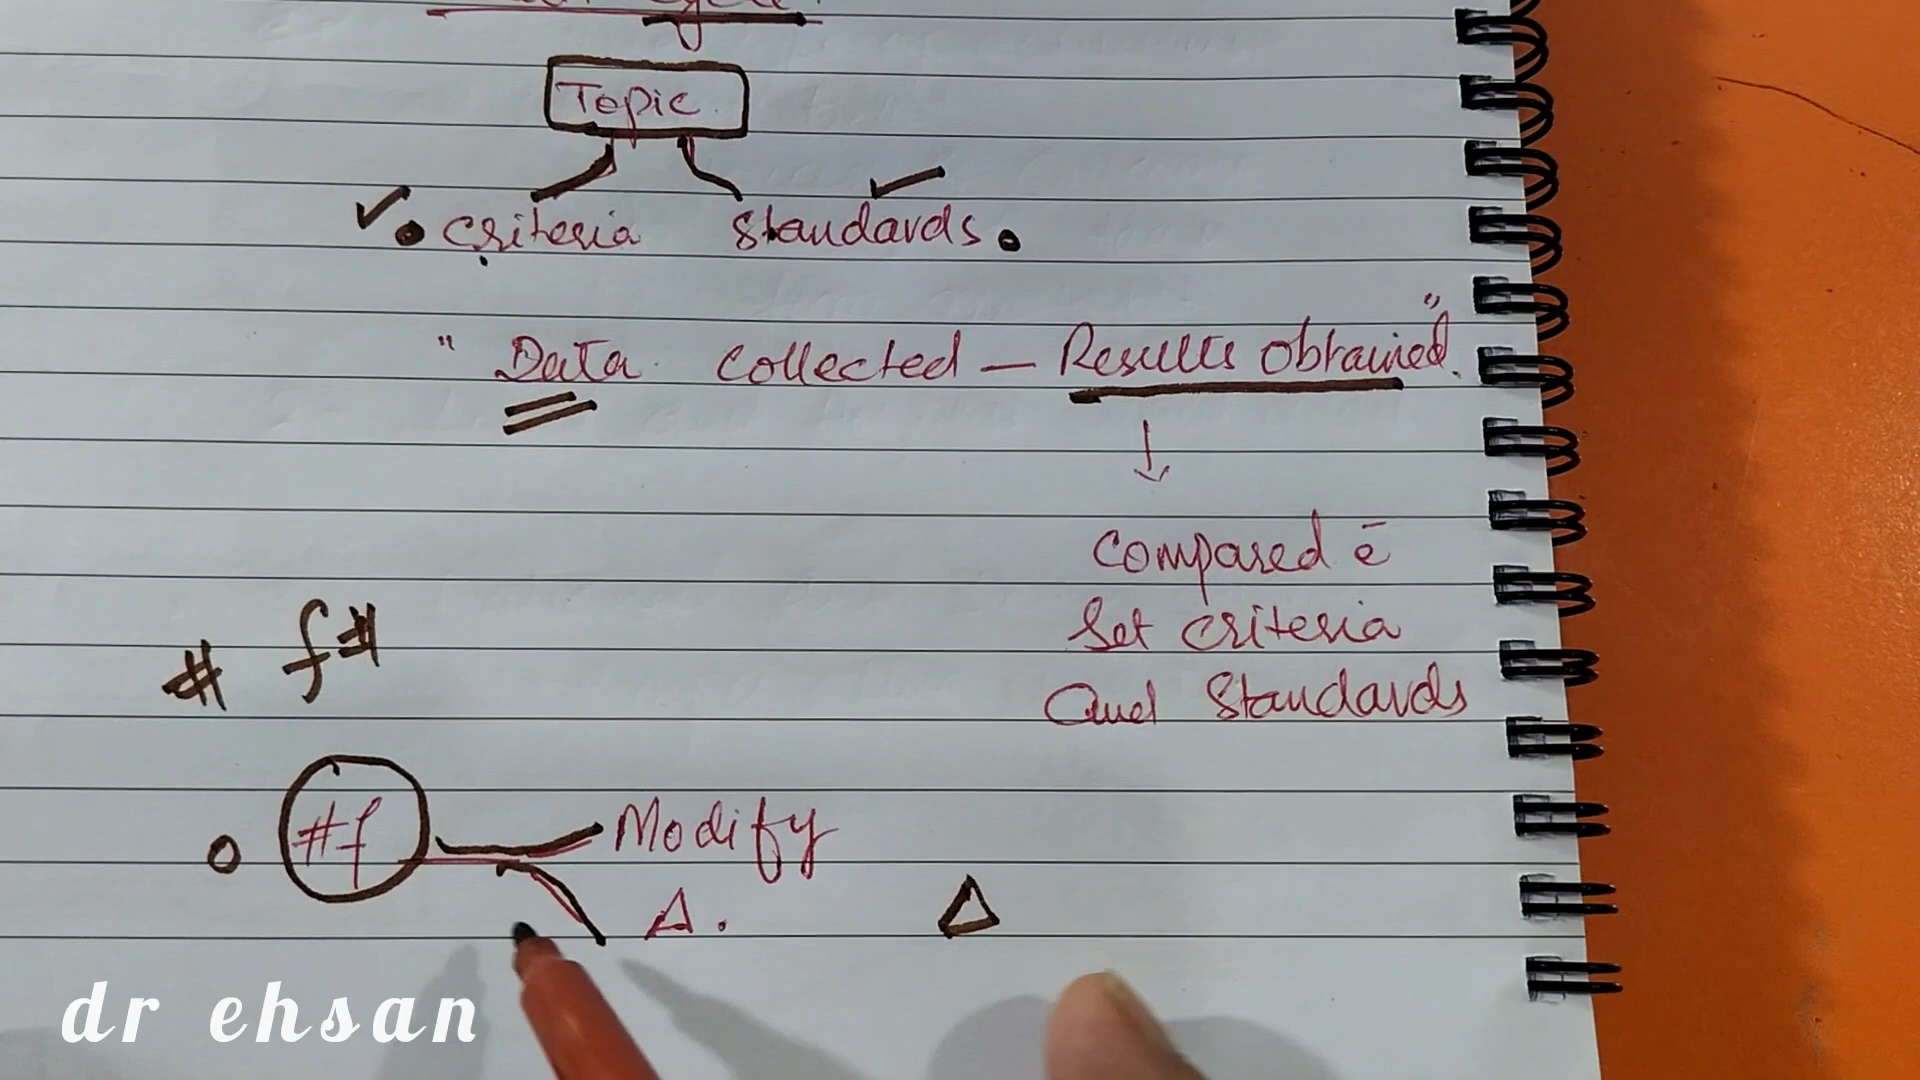 Topic.
criteria standards.
" Data collected — Results obtained. "
↓
Compared c̄
Set criteria
and Standards
# f#
#f Modify
Δ. Δ
dr ehsan